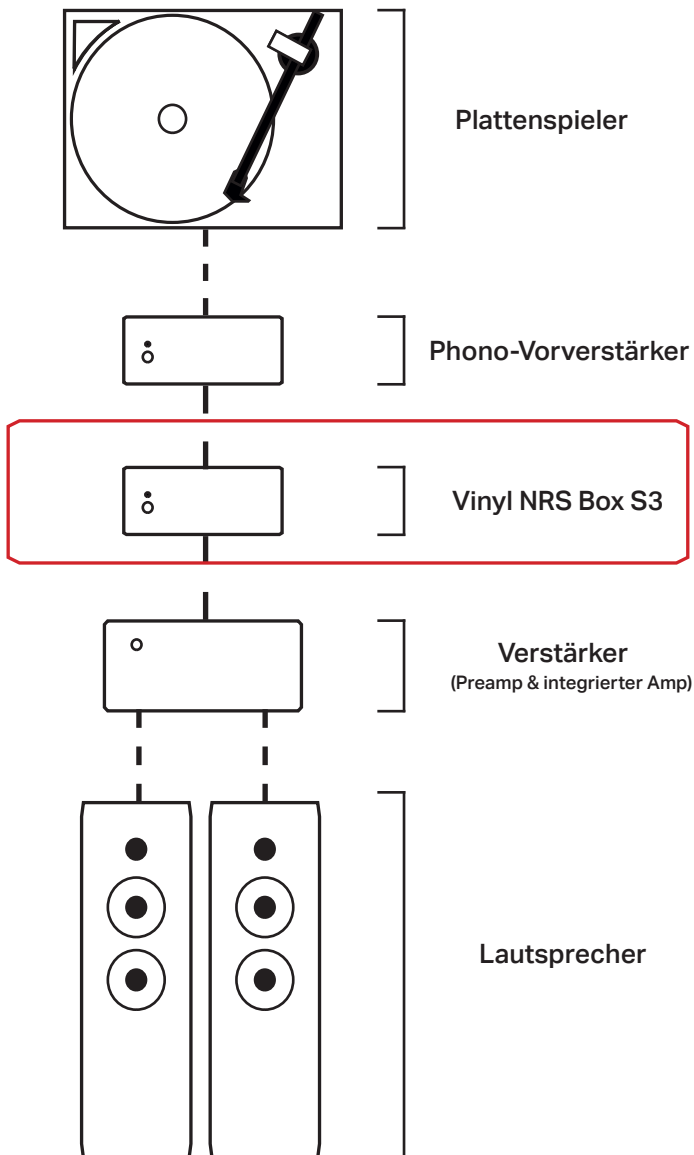 Plattenspieler
Phono-Vorverstärker
Vinyl NRS Box S3
Verstärker
(Preamp & integrierter Amp)
Lautsprecher